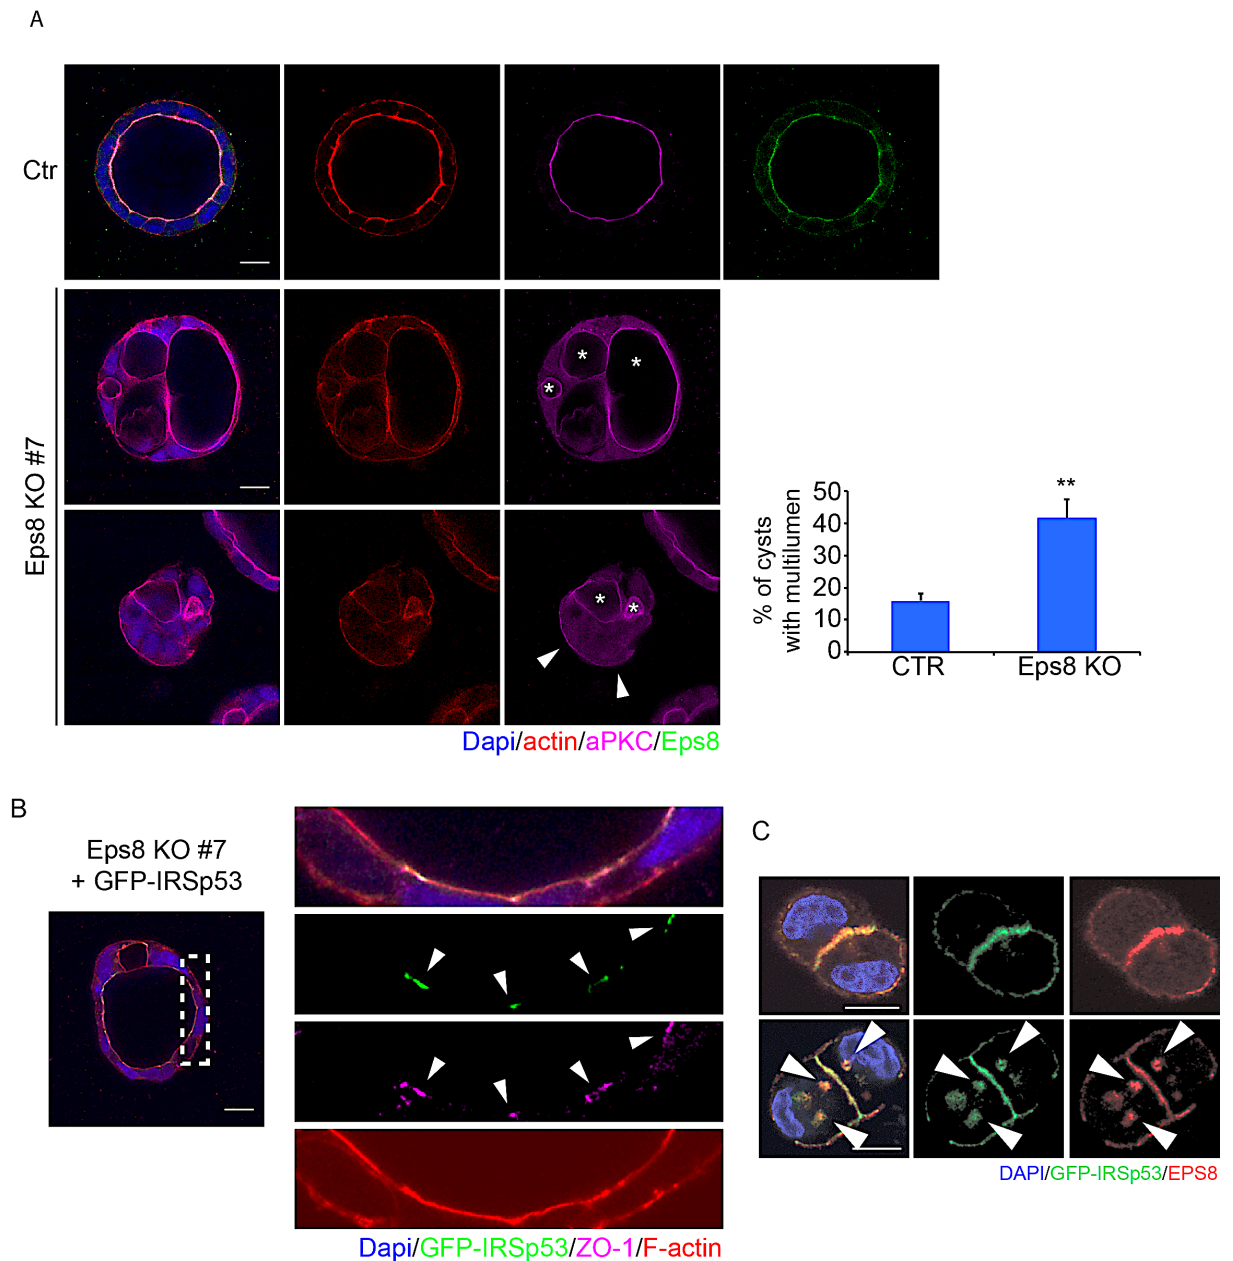 A
Ctr
Eps8 KO #7
*
*
*
*
*
Dapi/actin/aPKC/Eps8
% of cysts
with multilumen
50
40
30
20
10
0
**
CTR
Eps8 KO
B
Eps8 KO #7
+ GFP-IRSp53
Dapi/GFP-IRSp53/ZO-1/F-actin
C
DAPI/GFP-IRSp53/EPS8